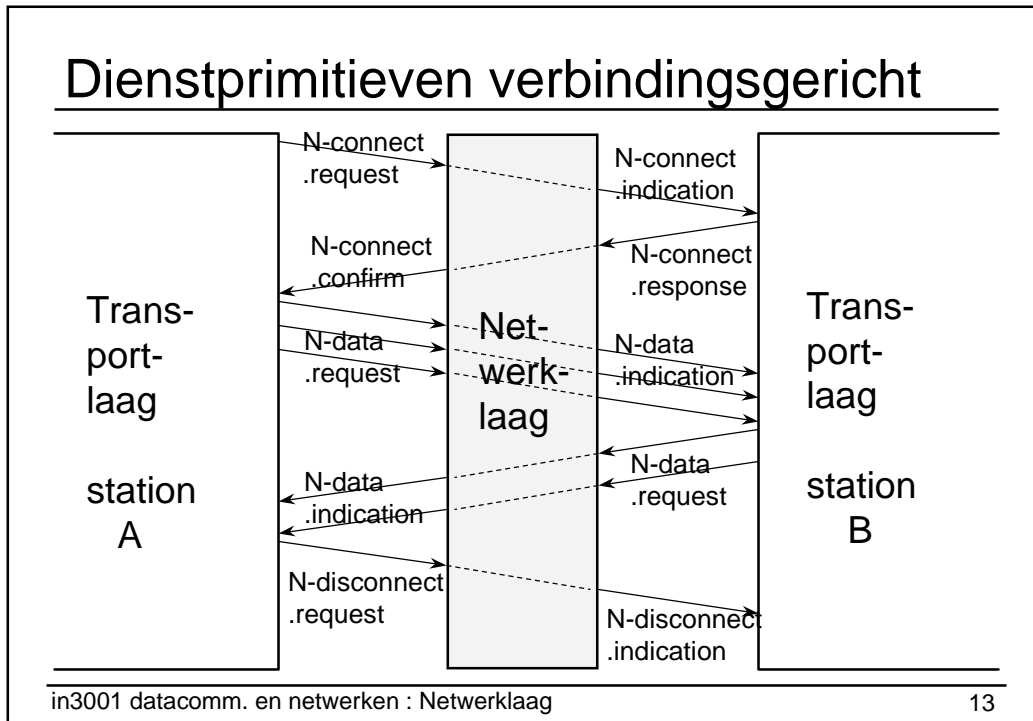 Dienstprimitieven verbindingsgericht
N-connect
.request
N-connect
.indication
N-connect
.confirm
N-connect
.response
Trans-
port-
laag
station
A
N-data
.request
Net-
werk-
laag
N-data
.indication
Trans-
port-
laag
station
B
N-data
.indication
N-data
.request
N-disconnect
.request
N-disconnect
.indication
in3001 datacomm. en netwerken : Netwerklaag
13